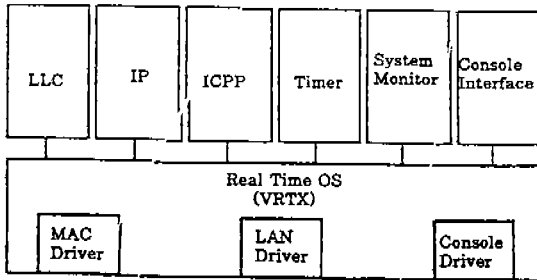 LLC
IP
ICPP
Timer
System
Monitor
Console
Interface
Real Time OS
(VRTX)
MAC
Driver
LAN
Driver
Console
Driver